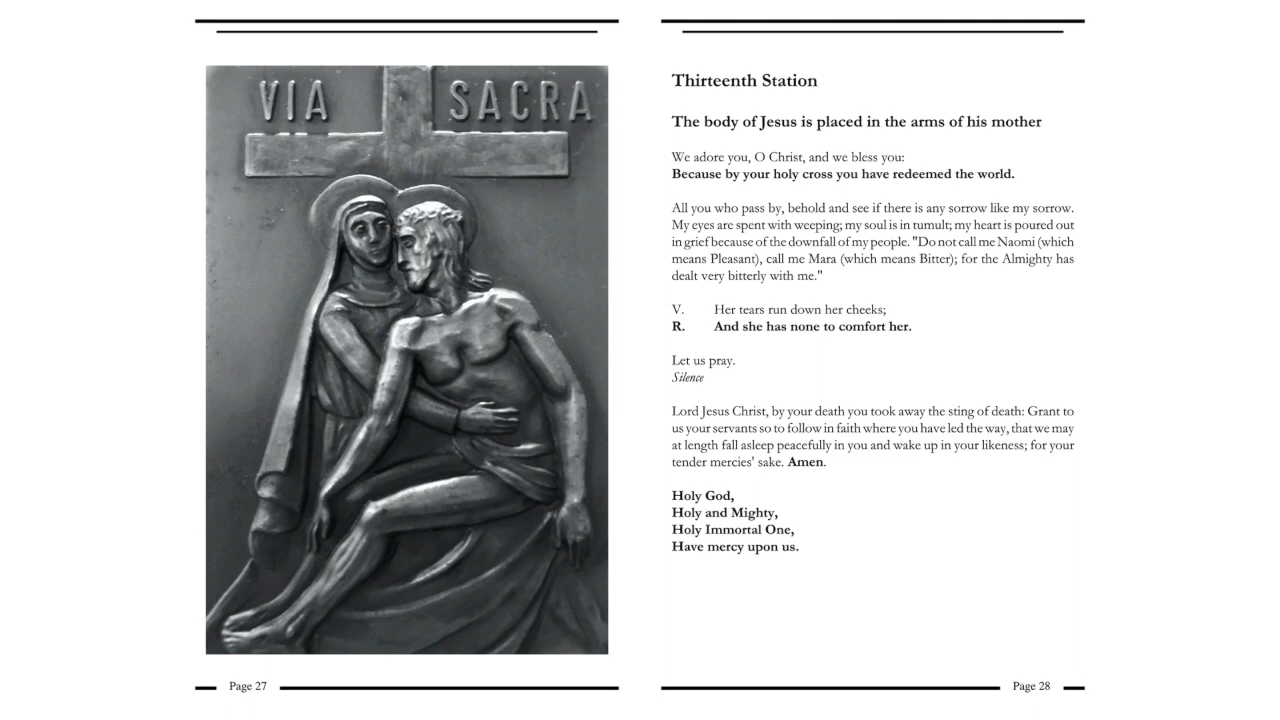 VIA SACRA
Page 27
Thirteenth Station
The body of Jesus is placed in the arms of his mother
We adore you, O Christ, and we bless you:
Because by your holy cross you have redeemed the world.
All you who pass by, behold and see if there is any sorrow like my sorrow.
My eyes are spent with weeping; my soul is in tumult; my heart is poured out
in grief because of the downfall of my people. "Do not call me Naomi (which
means Pleasant), call me Mara (which means Bitter); for the Almighty has
dealt very bitterly with me."
V. Her tears run down her cheeks;
R. And she has none to comfort her.
Let us pray.
Silence
Lord Jesus Christ, by your death you took away the sting of death: Grant to
us your servants so to follow in faith where you have led the way, that we may
at length fall asleep peacefully in you and wake up in your likeness; for your
tender mercies' sake. Amen.
Holy God,
Holy and Mighty,
Holy Immortal One,
Have mercy upon us.
Page 28